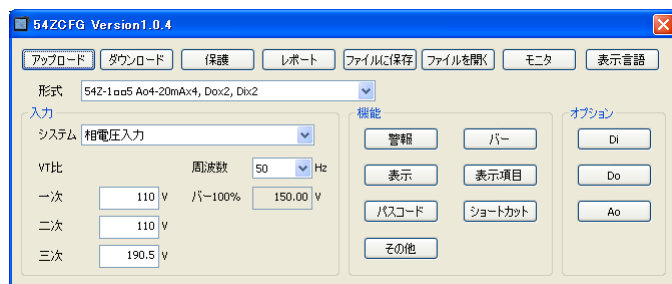 54ZCFG Version1.0.4
アップロード ダウンロード 保護 レポート ファイルに保存 ファイルを開く モニタ 表示言語
形式 54Z-1□□5 Ao4-20mAx4, Dox2, Dix2
入力 機能 オプション
システム 相電圧入力 警報 バー Di
VT比 周波数 50 Hz 表示 表示項目 Do
一次 110 V バー100% 150.00 V パスコード ショートカット Ao
二次 110 V その他
三次 190.5 V